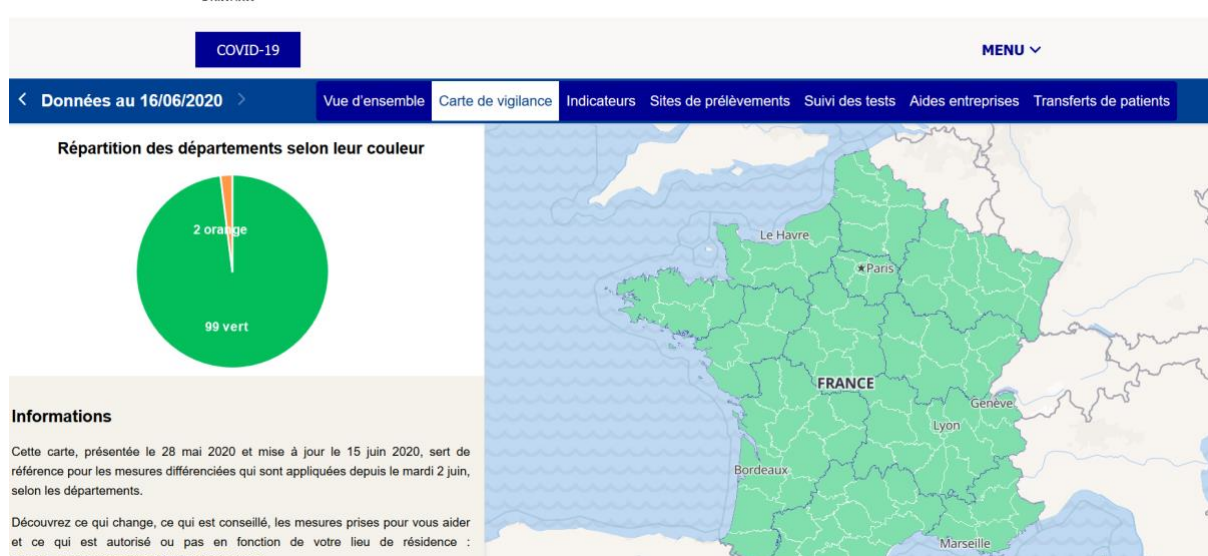 COVID-19
MENU
Données au 16/06/2020
Vue d'ensemble
Carte de vigilance
Indicateurs
Sites de prélèvements
Suivi des tests
Aides entreprises
Transferts de patients
Répartition des départements selon leur couleur
2 orange
99 vert
Informations
Cette carte, présentée le 28 mai 2020 et mise à jour le 15 juin 2020, sert de
référence pour les mesures différenciées qui sont appliquées depuis le mardi 2 juin,
selon les départements.
Découvrez ce qui change, ce qui est conseillé, les mesures prises pour vous aider
et ce qui est autorisé ou pas en fonction de votre lieu de résidence :
Le Havre
Paris
FRANCE
Genève
Lyon
Bordeaux
Marseille